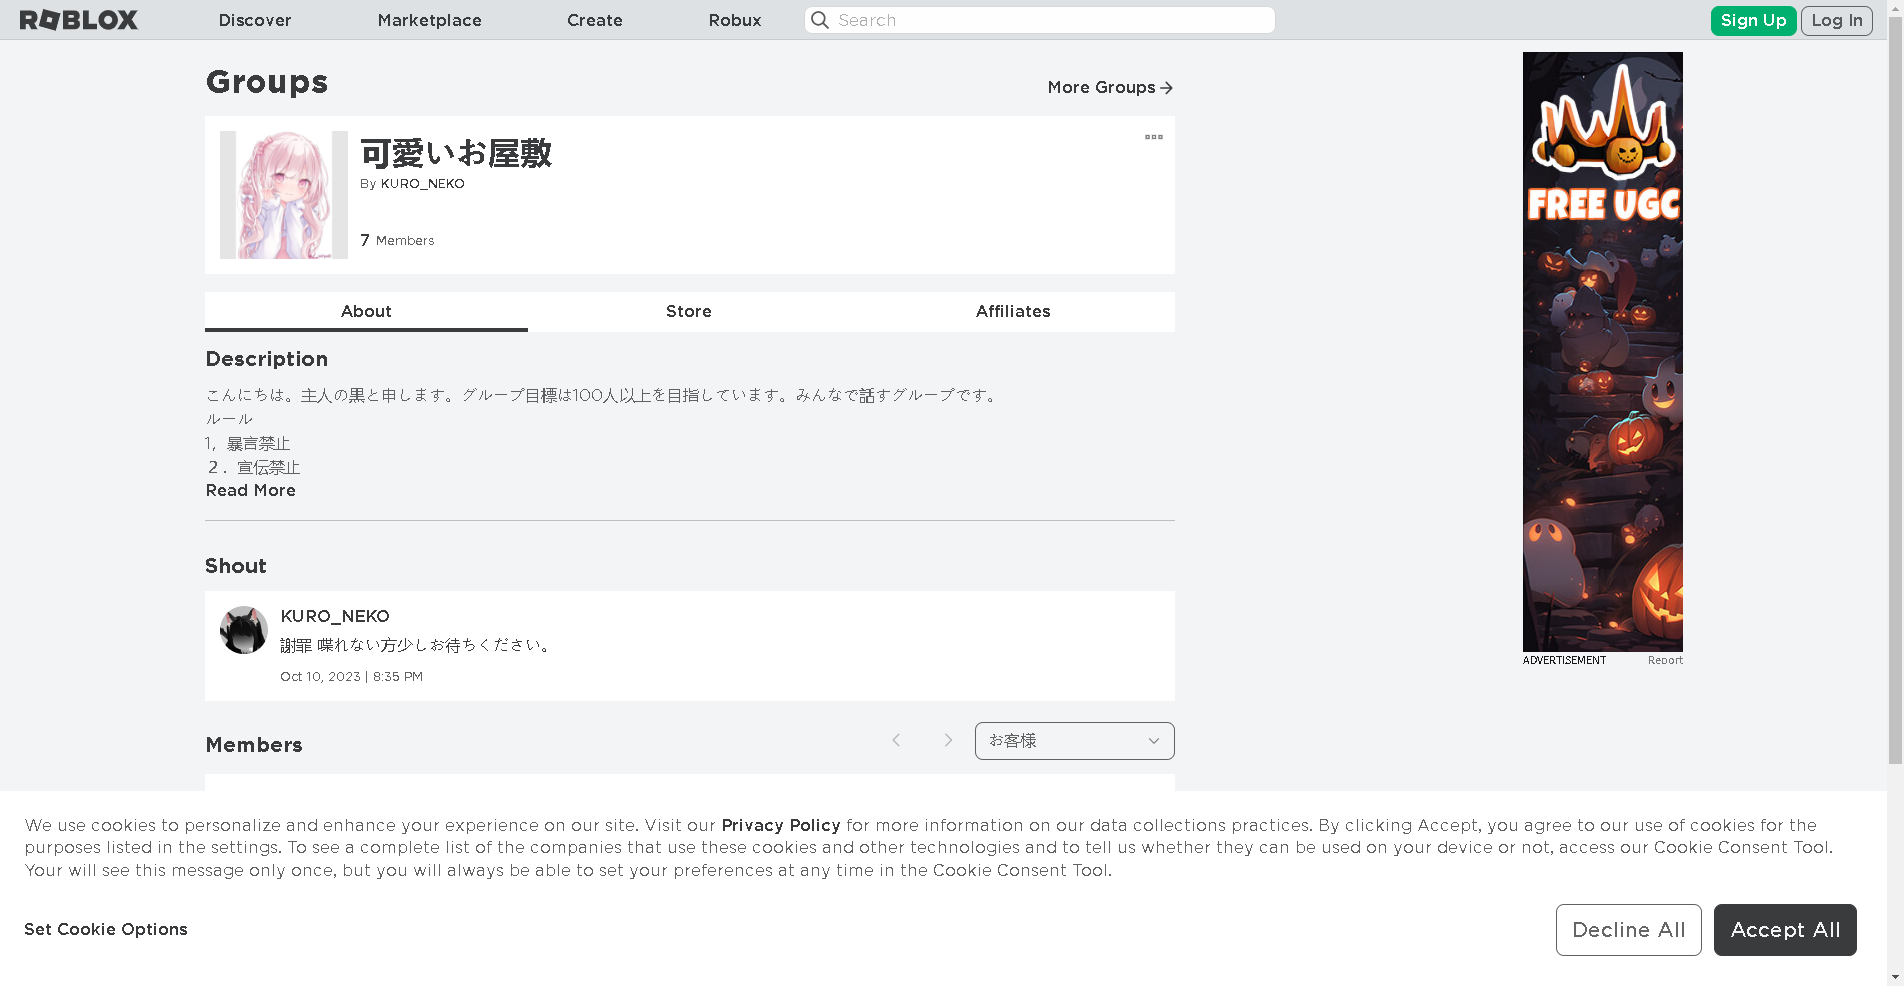 ROBLOX
Discover
Marketplace
Create
Robux
Search
Sign Up
Log In
Groups
More Groups
可愛いお屋敷
By KURO_NEKO
7 Members
About
Store
Affiliates
Description
こんにちは。主人の黒と申します。グループ目標は100人以上を目指しています。みんなで話すグループです。
ルール
1，暴言禁止
２．宣伝禁止
Read More
Shout
KURO_NEKO
謝罪 喋れない方少しお待ちください。
Oct 10, 2023 | 8:35 PM
Members
お客様
FREE UGC
ADVERTISEMENT
Report
We use cookies to personalize and enhance your experience on our site. Visit our Privacy Policy for more information on our data collections practices. By clicking Accept, you agree to our use of cookies for the
purposes listed in the settings. To see a complete list of the companies that use these cookies and other technologies and to tell us whether they can be used on your device or not, access our Cookie Consent Tool.
Your will see this message only once, but you will always be able to set your preferences at any time in the Cookie Consent Tool.
Set Cookie Options
Decline All
Accept All